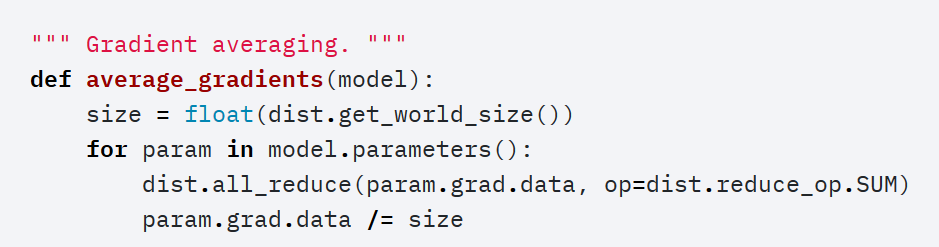 """ Gradient averaging. """
def average_gradients(model):
    size = float(dist.get_world_size())
    for param in model.parameters():
        dist.all_reduce(param.grad.data, op=dist.reduce_op.SUM)
        param.grad.data /= size